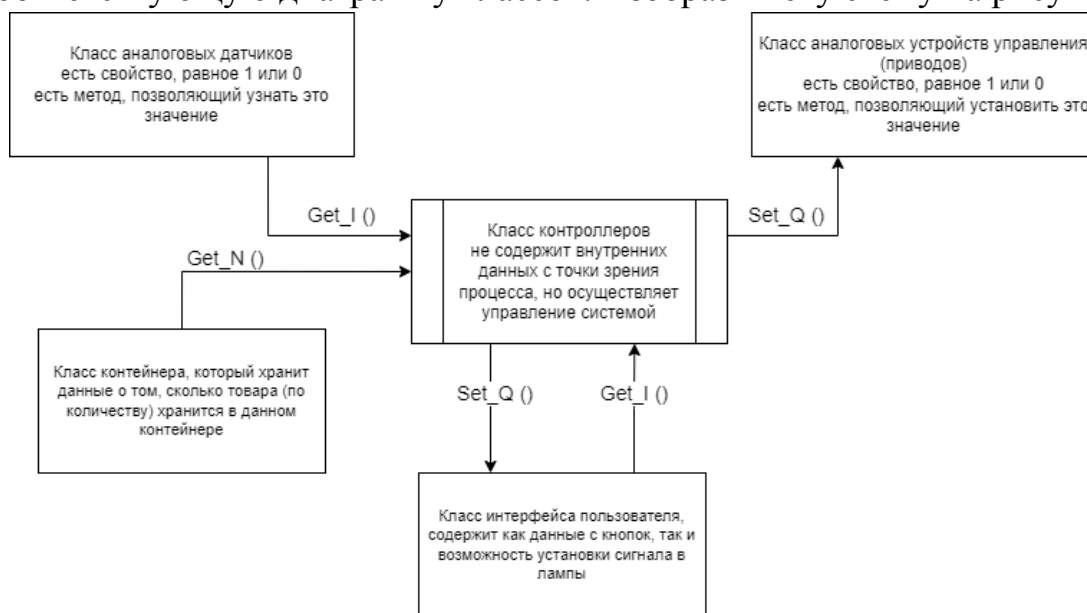 диаграмму классов. Изобразим
Класс аналоговых датчиков
есть свойство, равное 1 или 0
есть метод, позволяющий узнать это
значение
Класс аналоговых устройств управления
(приводов)
есть свойство, равное 1 или 0
есть метод, позволяющий установить это
значение
Get_I ()
Set_Q ()
Класс контроллеров
не содержит внутренних
данных с точки зрения
процесса, но осуществляет
управление системой
Get_N ()
Класс контейнера, который хранит
данные о том, сколько товара (по
количеству) хранится в данном
контейнере
Set_Q ()
Get_I ()
Класс интерфейса пользователя,
содержит как данные с кнопок, так и
возможность установки сигнала в
лампы